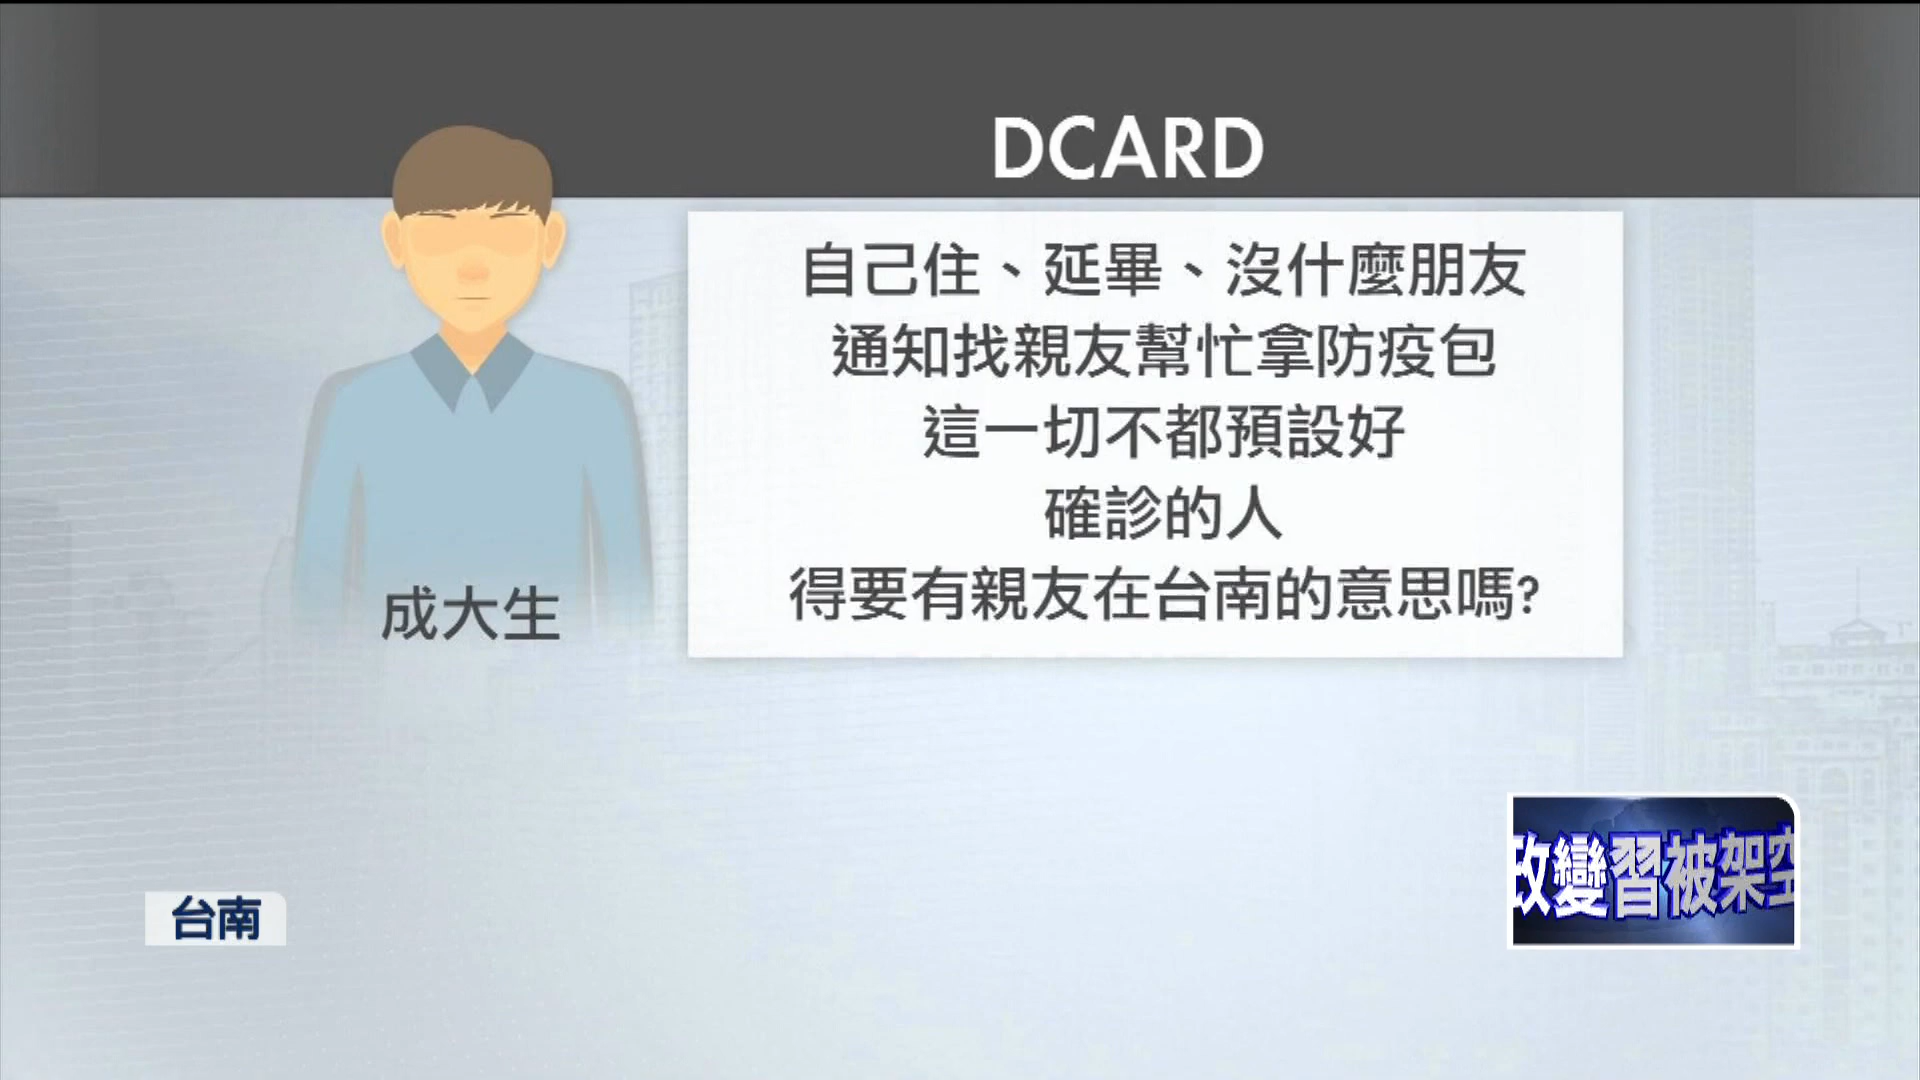 DCARD
自己住、延畢、沒什麼朋友
通知找親友幫忙拿防疫包
這一切不都預設好
確診的人
得要有親友在台南的意思嗎?
成大生
政變習被架空
台南